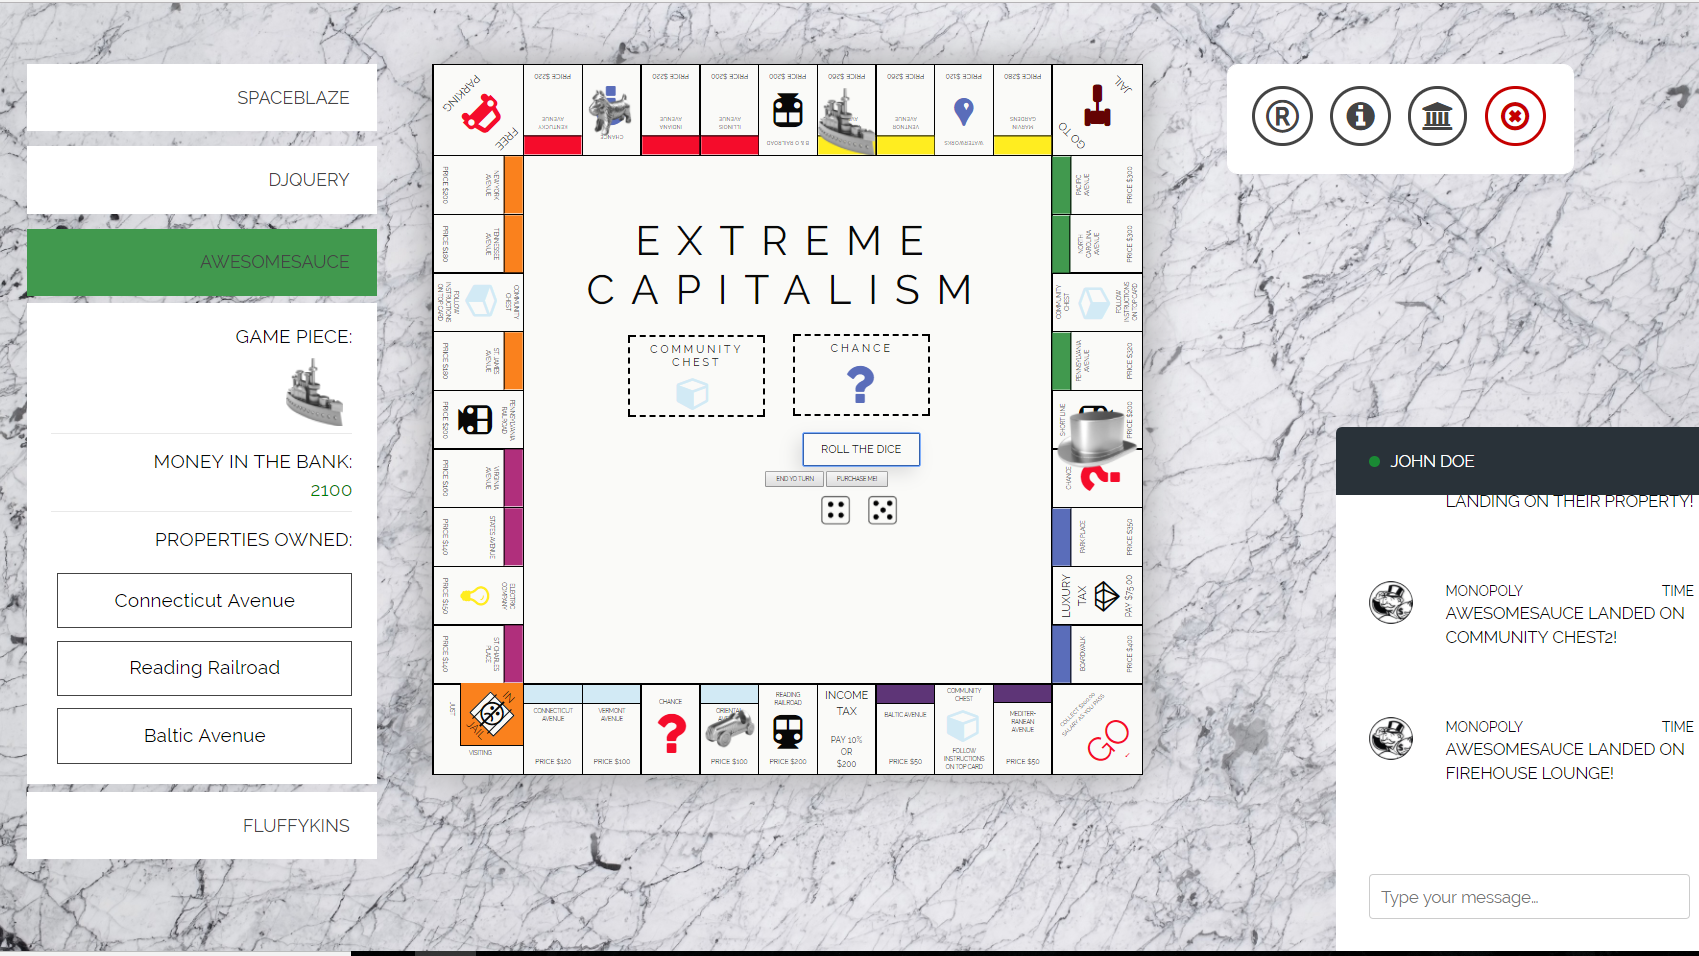 SPACEBLAZE
DJQUERY
AWESOMESAUCE
GAME PIECE:
MONEY IN THE BANK:
2100
PROPERTIES OWNED:
Connecticut Avenue
Reading Railroad
Baltic Avenue
FLUFFYKINS
FREE
PARKING
PRICE $220
KENTUCKY
AVENUE
CHANCE
PRICE $220
INDIANA
AVENUE
PRICE $200
ILLINOIS
AVENUE
PRICE $200
B & O RAILROAD
PRICE $260
PRICE $260
VENTNOR
AVENUE
PRICE $120
WATERWORKS
PRICE $280
MARVIN
GARDENS
GO TO
JAIL
PRICE $200
NEW YORK
AVENUE
PRICE $180
TENNESSEE
AVENUE
FOLLOW
INSTRUCTIONS
ON TOP CARD
COMMUNITY
CHEST
PRICE $180
ST. JAMES
AVENUE
PRICE $200
PENNSYLVANIA
RAILROAD
PRICE $160
VIRGINIA
AVENUE
PRICE $140
STATES AVENUE
PRICE $150
ELECTRIC
COMPANY
PRICE $140
ST. CHARLES
PLACE
EXTREME
CAPITALISM
COMMUNITY
CHEST
CHANCE
?
ROLL THE DICE
END YO TURN
PURCHASE ME!
PACIFIC
AVENUE
PRICE $300
NORTH
CAROLINA
AVENUE
PRICE $300
COMMUNITY
CHEST
FOLLOW
INSTRUCTIONS
ON TOP CARD
PENNSYLVANIA
AVENUE
PRICE $320
SHORT LINE
PRICE $200
CHANCE
?
PARK PLACE
PRICE $350
LUXURY
TAX
PAY $75.00
BOARDWALK
PRICE $400
JUST
VISITING
IN
JAIL
CONNECTICUT
AVENUE
PRICE $120
VERMONT
AVENUE
PRICE $100
CHANCE
?
ORIENTAL
PRICE $100
READING
RAILROAD
PRICE $200
INCOME
TAX
PAY 10%
OR
$200
BALTIC AVENUE
PRICE $50
COMMUNITY
CHEST
FOLLOW
INSTRUCTIONS
ON TOP CARD
MEDITER-
RANEAN
AVENUE
PRICE $50
COLLECT $200.00
SALARY AS YOU PASS
GO
R
JOHN DOE
LANDING ON THEIR PROPERTY!
MONOPOLY TIME
AWESOMESAUCE LANDED ON
COMMUNITY CHEST2!
MONOPOLY TIME
AWESOMESAUCE LANDED ON
FIREHOUSE LOUNGE!
Type your message...